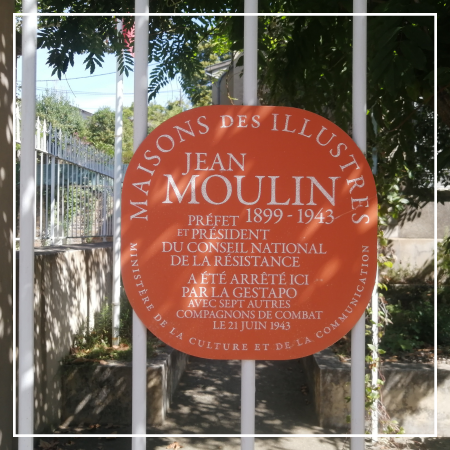 MAISONS DES ILLUSTRES
JEAN
MOULIN
PRÉFET 1899-1943
ET PRÉSIDENT
DU CONSEIL NATIONAL
DE LA RÉSISTANCE
A ÉTÉ ARRÊTÉ ICI
PAR LA GESTAPO
AVEC SEPT AUTRES
COMPAGNONS DE COMBAT
LE 21 JUIN 1943
MINISTÈRE DE LA CULTURE ET DE LA COMMUNICATION